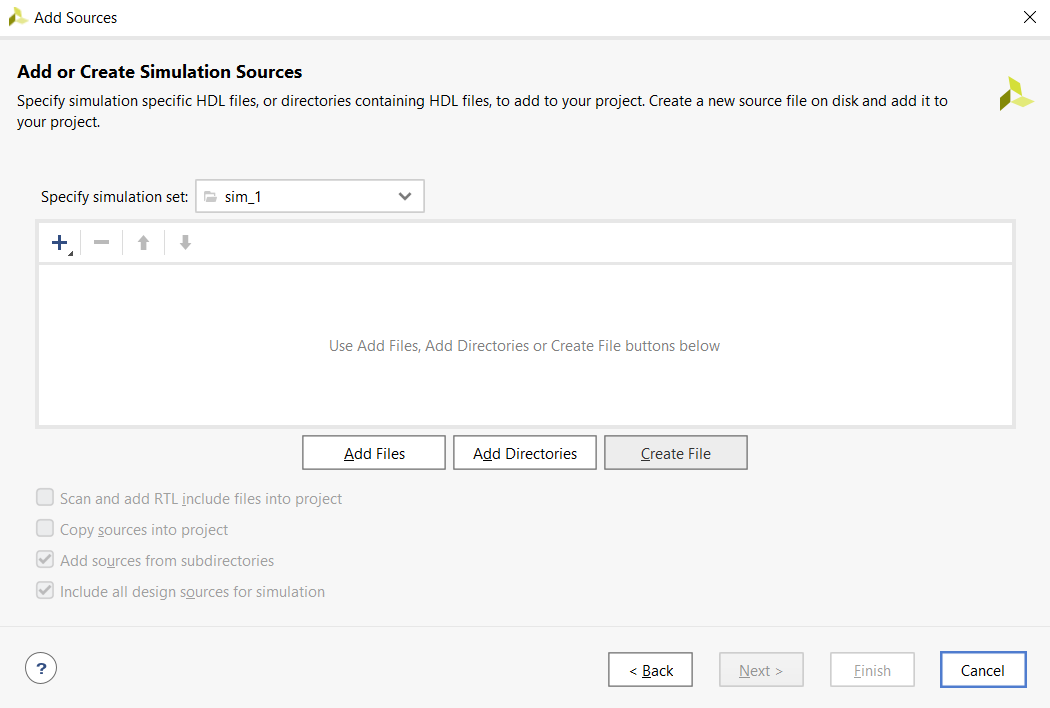 Add Sources
Add or Create Simulation Sources
Specify simulation specific HDL files, or directories containing HDL files, to add to your project. Create a new source file on disk and add it to
your project.
Specify simulation set: sim_1
Use Add Files, Add Directories or Create File buttons below
Add Files Add Directories Create File
Scan and add RTL include files into project
Copy sources into project
Add sources from subdirectories
Include all design sources for simulation
? < Back Next > Finish Cancel